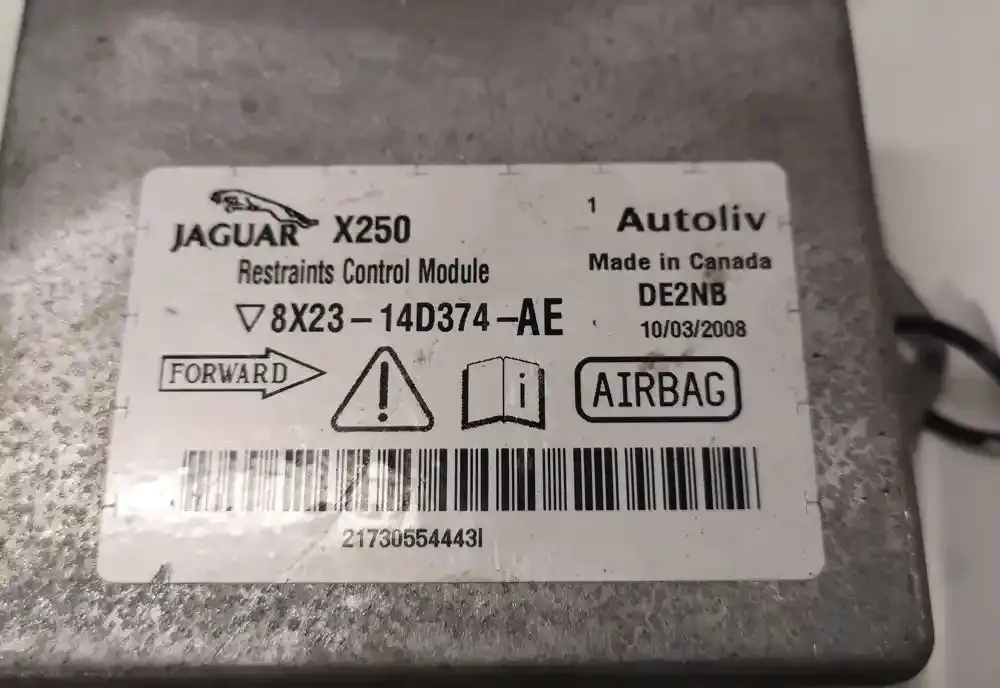 JAGUAR X250
Restraints Control Module
▽8X23-14D374-AE
1 Autoliv
Made in Canada
DE2NB
10/03/2008
FORWARD
! i AIRBAG
21730554443I